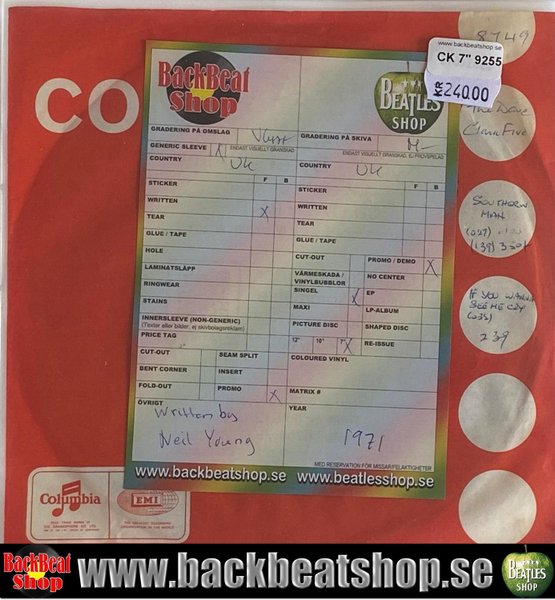 8749
www.backbeatshop.se
CK 7" 9255
KR 240.00
CO
BackBeat
Shop
BEATLES
SHOP
The Dave
Clark Five
GRADERING PÅ OMSLAG
GENERIC SLEEVE X ENDAST VISUELLT GRANSKAD
COUNTRY UK
F B
STICKER
WRITTEN X
TEAR
GLUE / TAPE
HOLE
LAMINATSLÄPP
RINGWEAR
STAINS
INNERSLEEVE (NON-GENERIC)
(Texter eller bilder, ej skivbolagsreklam)
PRICE TAG
CUT-OUT SEAM SPLIT
BENT CORNER INSERT
FOLD-OUT PROMO X
ÖVRIGT
Written by
Neil Young
GRADERING PÅ SKIVA M-
ENDAST VISUELLT GRANSKAD, EJ PROVSPELAD
COUNTRY UK
F B
STICKER
WRITTEN
TEAR
GLUE / TAPE
CUT-OUT PROMO / DEMO X
VÄRMESKADA /
VINYLBUBBLOR NO CENTER
SINGEL X EP
MAXI LP-ALBUM
PICTURE DISC SHAPED DISC
12" 10" 7" X RE-ISSUE
COLOURED VINYL
MATRIX #
YEAR
1971
MED RESERVATION FÖR MISSAR/FELAKTIGHETER
www.backbeatshop.se www.beatlesshop.se
SOUTHERN
MAN
IF YOU WANNA
SEE ME CRY
239
Columbia
EMI
BackBeat
Shop
www.backbeatshop.se
BEATLES
SHOP